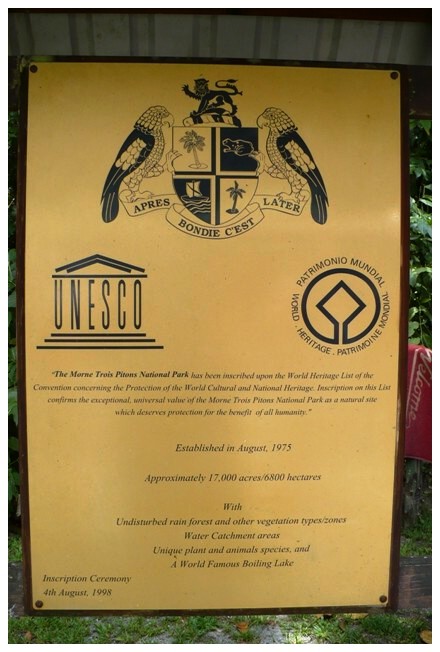 APRES BONDIE C'EST LATER
UNESCO
PATRIMONIO MUNDIAL
WORLD HERITAGE . PATRIMOINE MONDIAL
"The Morne Trois Pitons National Park has been inscribed upon the World Heritage List of the
Convention concerning the Protection of the World Cultural and National Heritage. Inscription on this List
confirms the exceptional, universal value of the Morne Trois Pitons National Park as a natural site
which deserves protection for the benefit of all humanity."
Established in August, 1975
Approximately 17,000 acres/6800 hectares
With
Undisturbed rain forest and other vegetation types/zones
Water Catchment areas
Unique plant and animals species, and
A World Famous Boiling Lake
Inscription Ceremony
4th August, 1998
Welcome